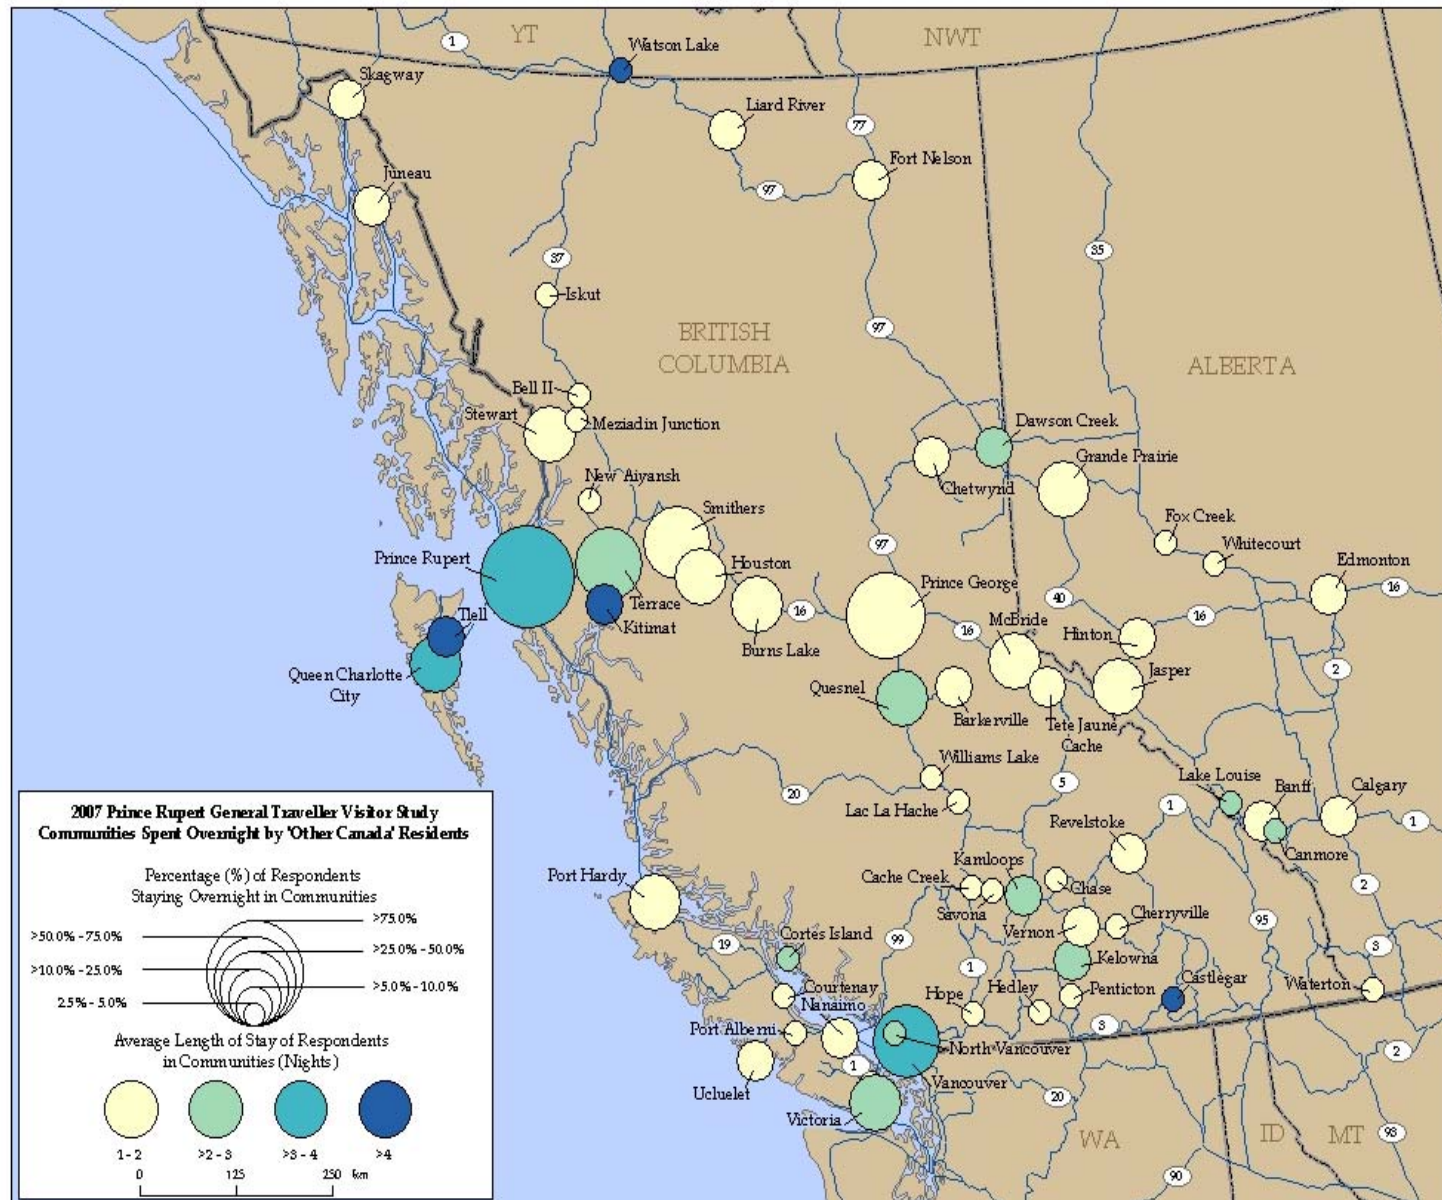 YT
NWT
1
Watson Lake
Skagway
Liard River
77
Fort Nelson
97
Juneau
37
35
Iskut
97
BRITISH
COLUMBIA
ALBERTA
Bell II
Stewart
Meziadin Junction
Dawson Creek
Grande Prairie
Chetwynd
New Aiyansh
Smithers
Fox Creek
Whitecourt
97
Prince Rupert
Houston
Edmonton
Prince George
16
Terrace
Kitimat
16
40
16
Tlell
McBride
16
Hinton
Burns Lake
Jasper
2
Queen Charlotte
City
Quesnel
Barkerville
Tete Jaune
Cache
Williams Lake
20
5
Lake Louise
Banff
Calgary
Lac La Hache
1
1
Revelstoke
Canmore
Kamloops
Port Hardy
Cache Creek
Chase
2
Savona
Cherryville
Vernon
95
19
Cortes Island
99
3
Kelowna
1
Castlegar
Waterton
Courtenay
Hope
Hedley
Penticton
Nanaimo
Port Alberni
3
North Vancouver
2
1
Vancouver
Ucluelet
20
Victoria
WA
ID
MT
93
90
2007 Prince Rupert General Traveller Visitor Study
Communities Spent Overnight by 'Other Canada' Residents
Percentage (%) of Respondents
Staying Overnight in Communities
>75.0%
>50.0% - 75.0%
>25.0% - 50.0%
>10.0% - 25.0%
>5.0% - 10.0%
2.5% - 5.0%
Average Length of Stay of Respondents
in Communities (Nights)
1 - 2
>2 - 3
>3 - 4
>4
0
125
250 km